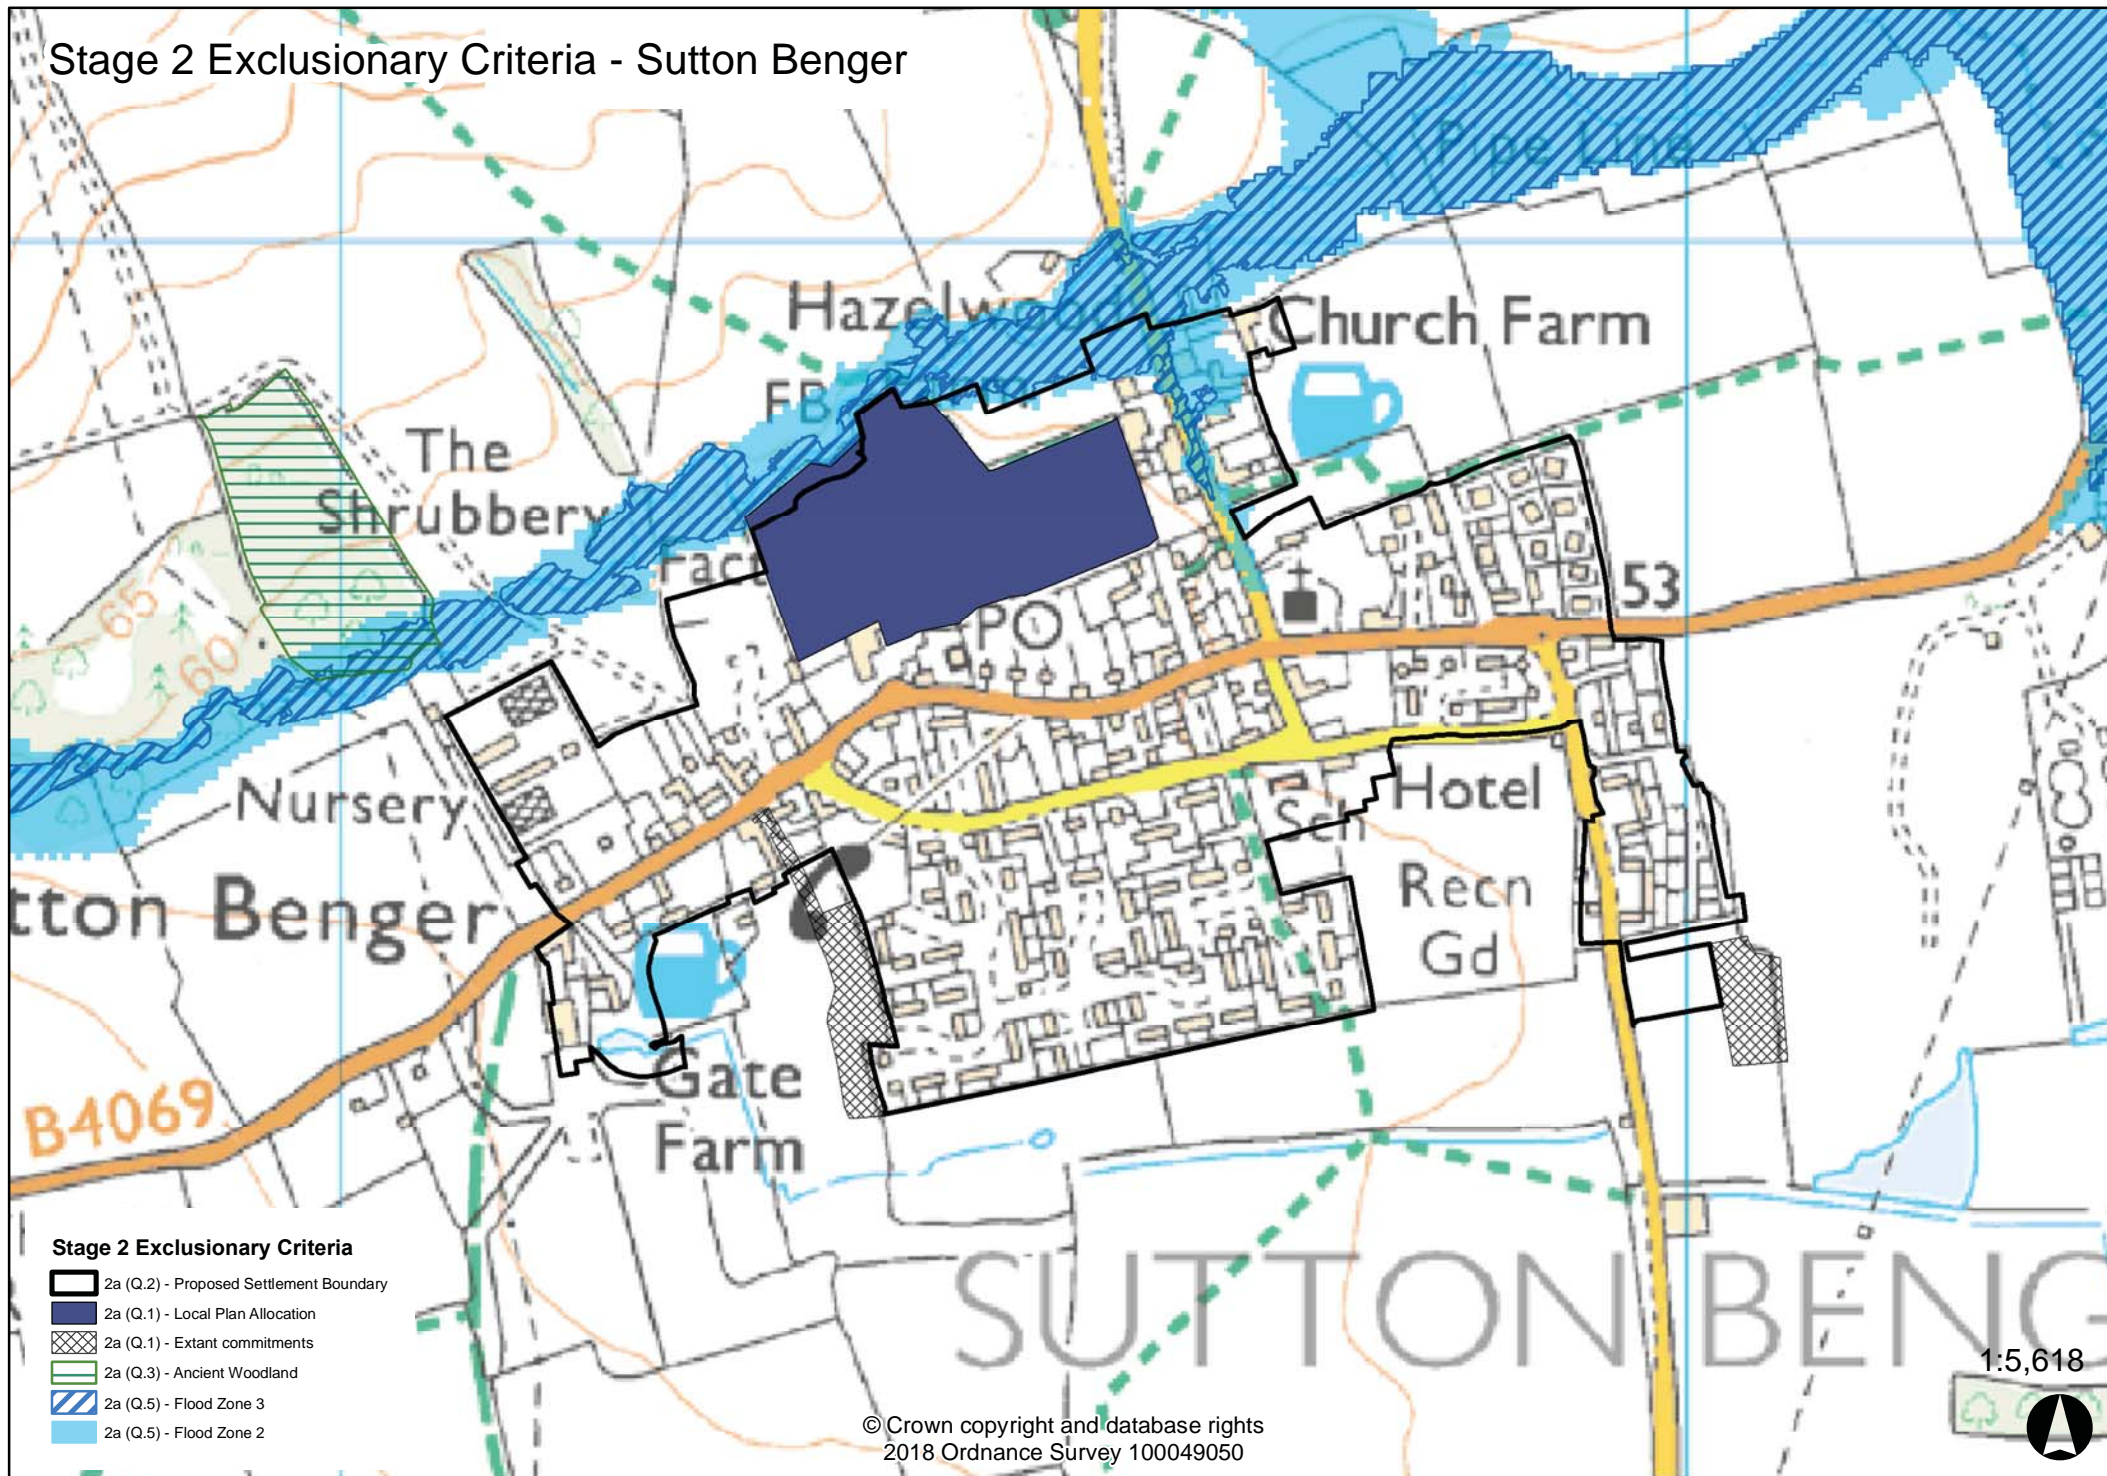 Stage 2 Exclusionary Criteria - Sutton Benger
Pipe Line
Hazelwood
Church Farm
FB
The
Shrubbery
Fact
65
60
PO
53
Nursery
Hotel
Sch
tton Benger
Recn
Gd
Gate
Farm
B4069
SUTTON BENG
Stage 2 Exclusionary Criteria
2a (Q.2) - Proposed Settlement Boundary
2a (Q.1) - Local Plan Allocation
2a (Q.1) - Extant commitments
2a (Q.3) - Ancient Woodland
2a (Q.5) - Flood Zone 3
2a (Q.5) - Flood Zone 2
1:5,618
© Crown copyright and database rights
2018 Ordnance Survey 100049050